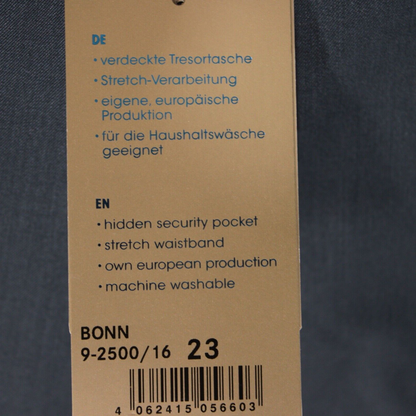 DE
• verdeckte Tresortasche
• Stretch-Verarbeitung
• eigene, europäische
Produktion
• für die Haushaltswäsche
geeignet
EN
• hidden security pocket
• stretch waistband
• own european production
• machine washable
BONN
9-2500/16 23
4 062415 056603